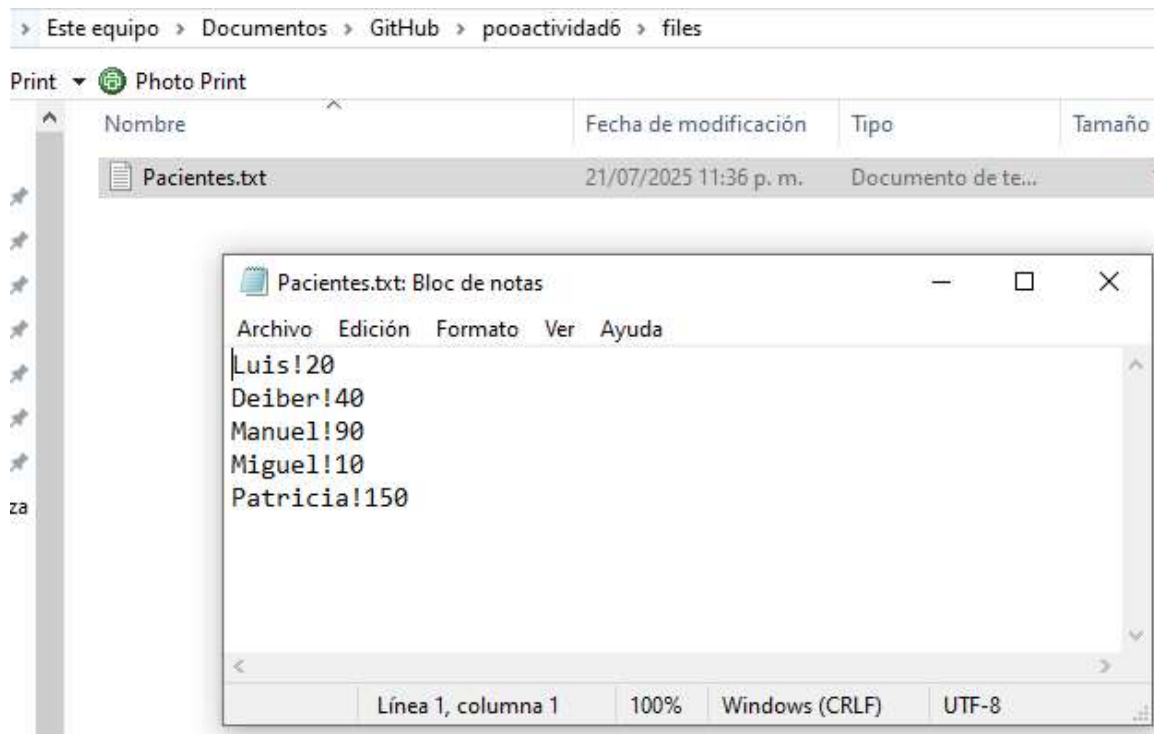 > Este equipo > Documentos > GitHub > pooactividad6 > files
Print Photo Print
Nombre Fecha de modificación Tipo Tamaño
Pacientes.txt 21/07/2025 11:36 p. m. Documento de te...
Pacientes.txt: Bloc de notas
Archivo Edición Formato Ver Ayuda
Luis!20
Deiber!40
Manuel!90
Miguel!10
Patricia!150
za
Línea 1, columna 1 100% Windows (CRLF) UTF-8